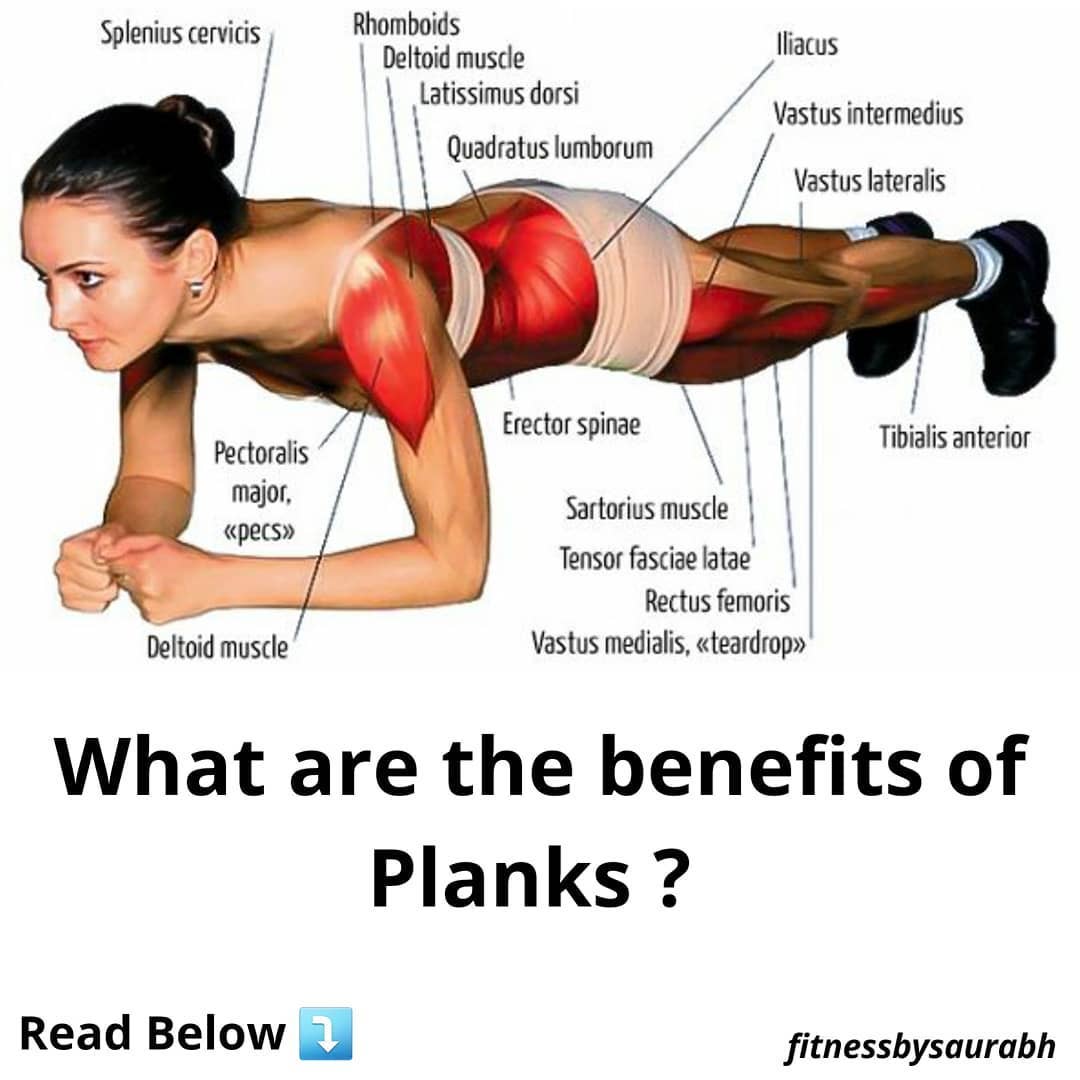 Splenius cervicis
Rhomboids
Deltoid muscle
Latissimus dorsi
Quadratus lumborum
Iliacus
Vastus intermedius
Vastus lateralis
Pectoralis
major,
«pecs»
Deltoid muscle
Erector spinae
Sartorius muscle
Tensor fasciae latae
Rectus femoris
Vastus medialis, «teardrop»
Tibialis anterior
What are the benefits of
Planks ?
Read Below ⤵️
fitnessbysaurabh